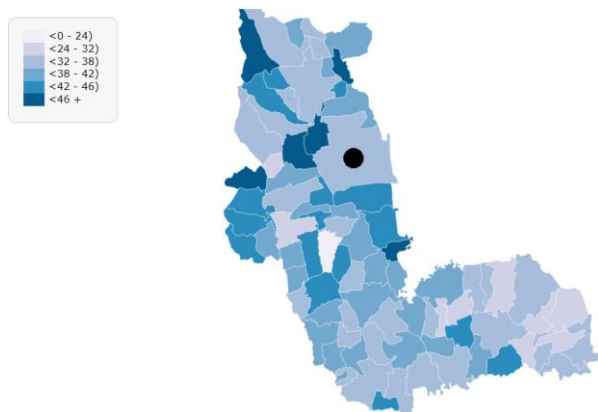 <0 - 24)
<24 - 32)
<32 - 38)
<38 - 42)
<42 - 46)
<46 +